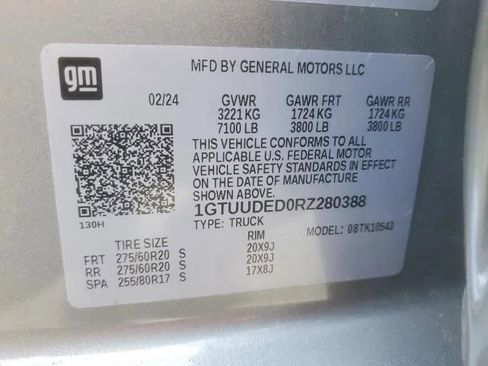 gm
MFD BY GENERAL MOTORS LLC
02/24 GVWR GAWR FRT GAWR RR
3221 KG 1724 KG 1724 KG
7100 LB 3800 LB 3800 LB
THIS VEHICLE CONFORMS TO ALL
APPLICABLE U.S. FEDERAL MOTOR
VEHICLE SAFETY STANDARDS IN EFFECT
ON THE DATE OF MANUFACTURE SHOWN ABOVE.
1GTUUDED0RZ280388
130H
TYPE: TRUCK MODEL: 08TK10543
TIRE SIZE RIM
FRT 275/60R20 S 20X9J
RR 275/60R20 S 20X9J
SPA 255/80R17 S 17X8J